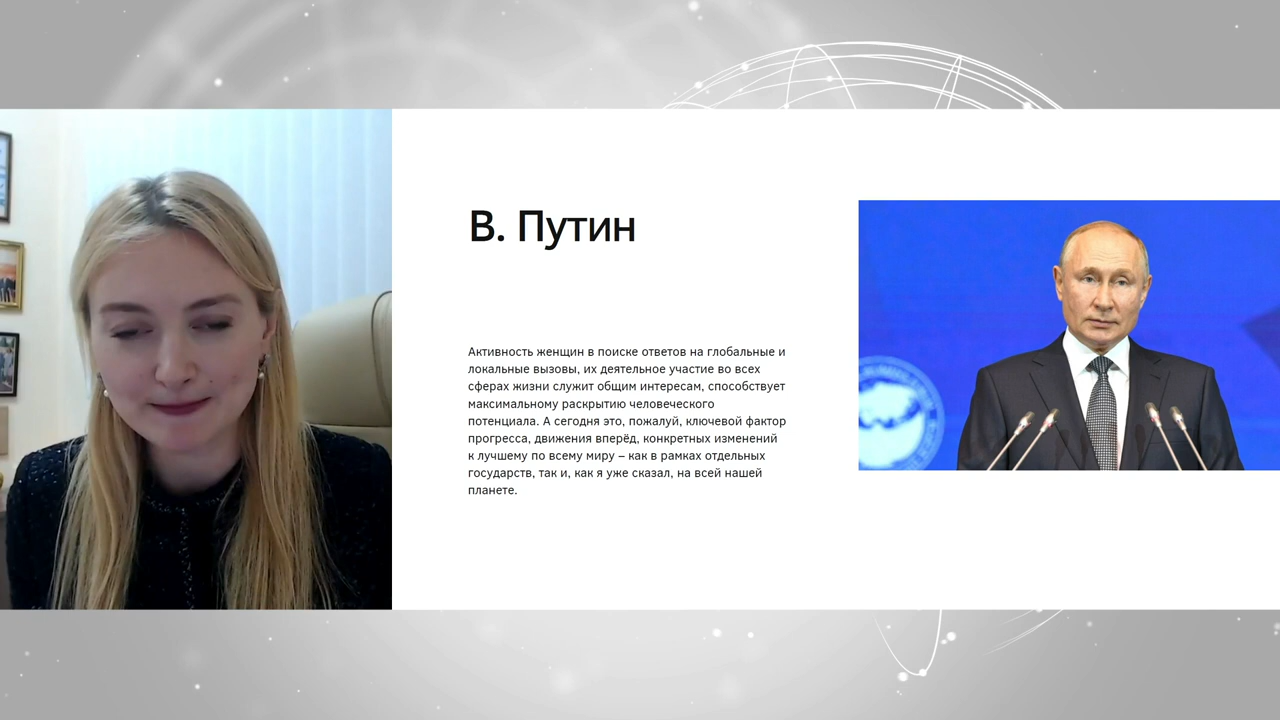 В. Путин
Активность женщин в поиске ответов на глобальные и
локальные вызовы, их деятельное участие во всех
сферах жизни служит общим интересам, способствует
максимальному раскрытию человеческого
потенциала. А сегодня это, пожалуй, ключевой фактор
прогресса, движения вперёд, конкретных изменений
к лучшему по всему миру – как в рамках отдельных
государств, так и, как я уже сказал, на всей нашей
планете.